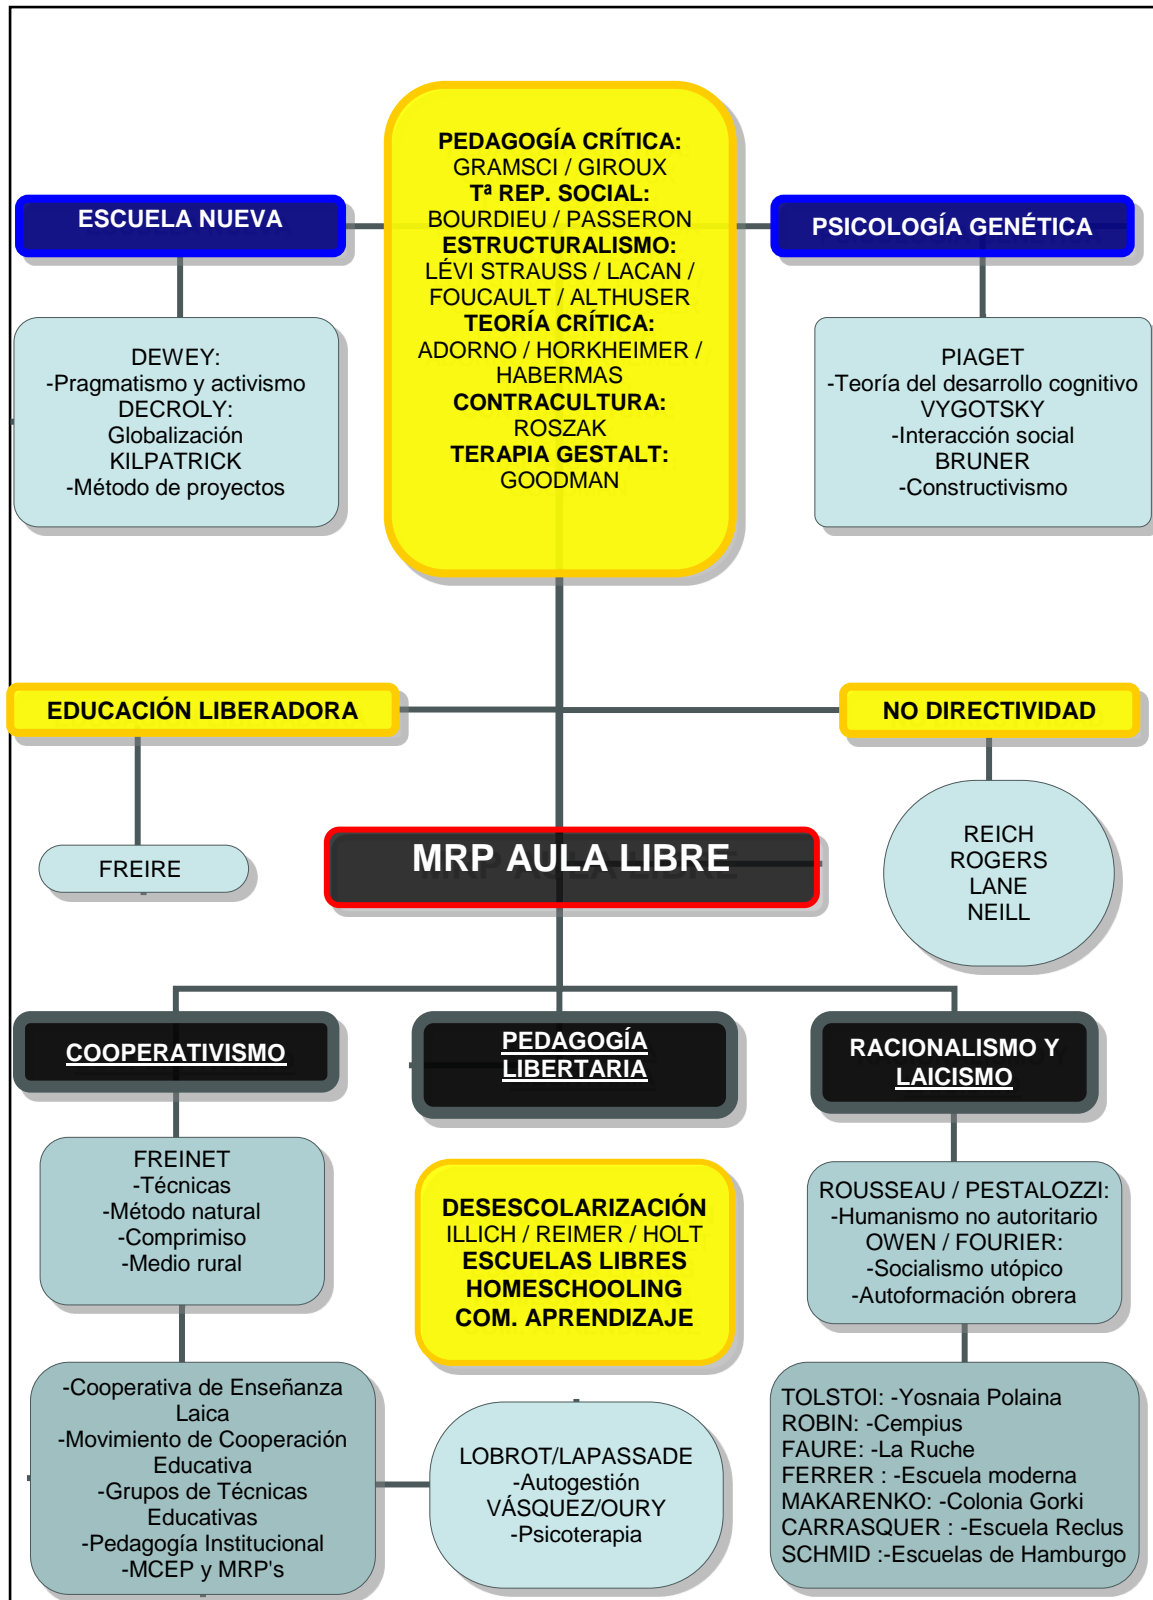 PEDAGOGÍA CRÍTICA:
GRAMSCI / GIROUX
Tª REP. SOCIAL:
BOURDIEU / PASSERON
ESTRUCTURALISMO:
LÉVI STRAUSS / LACAN /
FOUCAULT / ALTHUSER
TEORÍA CRÍTICA:
ADORNO / HORKHEIMER /
HABERMAS
CONTRACULTURA:
ROSZAK
TERAPIA GESTALT:
GOODMAN
ESCUELA NUEVA
DEWEY:
-Pragmatismo y activismo
DECROLY:
Globalización
KILPATRICK
-Método de proyectos
PSICOLOGÍA GENÉTICA
PIAGET
-Teoría del desarrollo cognitivo
VYGOTSKY
-Interacción social
BRUNER
-Constructivismo
EDUCACIÓN LIBERADORA
FREIRE
NO DIRECTIVIDAD
REICH
ROGERS
LANE
NEILL
MRP AULA LIBRE
COOPERATIVISMO
FREINET
-Técnicas
-Método natural
-Comprimiso
-Medio rural
-Cooperativa de Enseñanza
Laica
-Movimiento de Cooperación
Educativa
-Grupos de Técnicas
Educativas
-Pedagogía Institucional
-MCEP y MRP's
PEDAGOGÍA
LIBERTARIA
DESESCOLARIZACIÓN
ILLICH / REIMER / HOLT
ESCUELAS LIBRES
HOMESCHOOLING
COM. APRENDIZAJE
LOBROT/LAPASSADE
-Autogestión
VÁSQUEZ/OURY
-Psicoterapia
RACIONALISMO Y
LAICISMO
ROUSSEAU / PESTALOZZI:
-Humanismo no autoritario
OWEN / FOURIER:
-Socialismo utópico
-Autoformación obrera
TOLSTOI: -Yosnaia Polaina
ROBIN: -Cempius
FAURE: -La Ruche
FERRER : -Escuela moderna
MAKARENKO: -Colonia Gorki
CARRASQUER : -Escuela Reclus
SCHMID :-Escuelas de Hamburgo